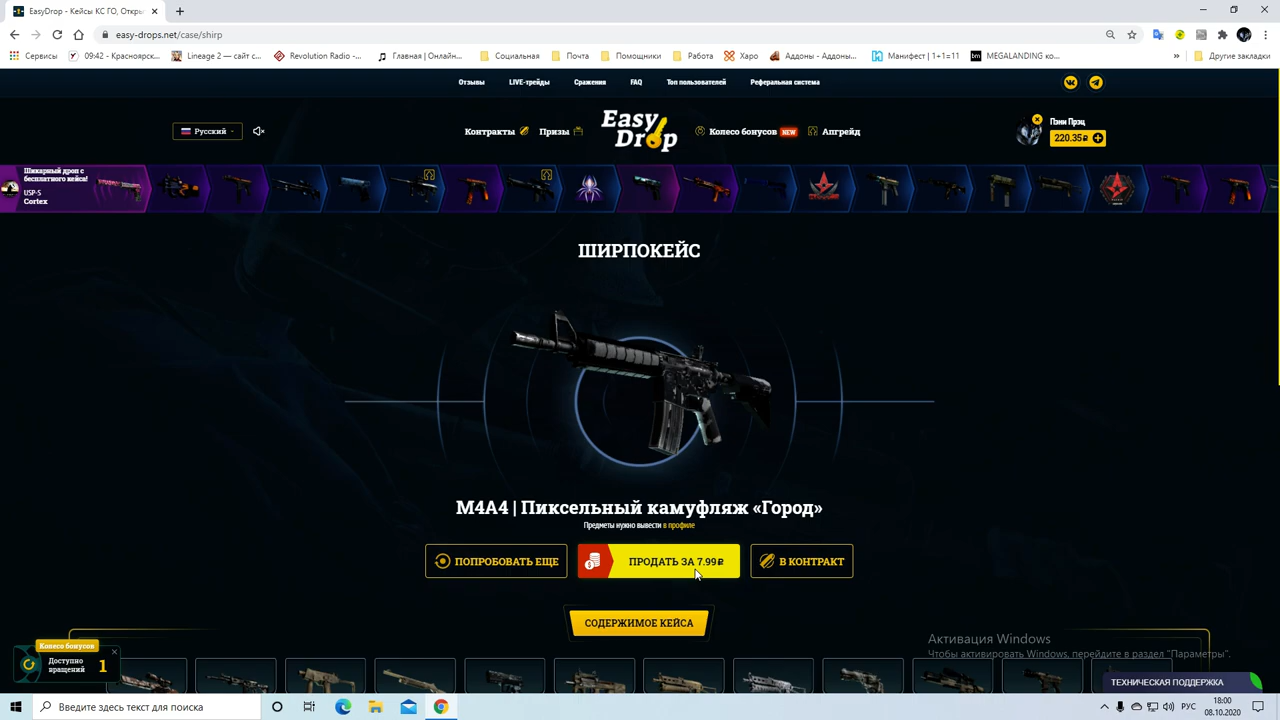 EasyDrop - Кейсы КС ГО, Откры...
easy-drops.net/case/shirp
Сервисы
09:42 - Красноярск...
Lineage 2 — сайт с...
Revolution Radio -...
Главная | Онлайн...
Социальная
Почта
Помощники
Работа
Харо
Аддоны - Аддоны...
Манифест | 1+1=11
MEGALANDING ко...
»
Другие закладки
Отзывы
LIVE-трейды
Сражения
FAQ
Топ пользователей
Реферальная система
Русский
Контракты
Призы
Easy
Drop
Колесо бонусов NEW
Апгрейд
Пэни Прэц
220.35₽
Шикарный дроп с
бесплатного кейса!
USP-S
Cortex
ШИРПОКЕЙС
M4A4 | Пиксельный камуфляж «Город»
Предметы нужно вывести в профиле
ПОПРОБОВАТЬ ЕЩЕ
ПРОДАТЬ ЗА 7.99₽
В КОНТРАКТ
СОДЕРЖИМОЕ КЕЙСА
Колесо бонусов
Доступно
вращений
1
Активация Windows
Чтобы активировать Windows, перейдите в раздел "Параметры".
ТЕХНИЧЕСКАЯ ПОДДЕРЖКА
Введите здесь текст для поиска
РУС
18:00
08.10.2020